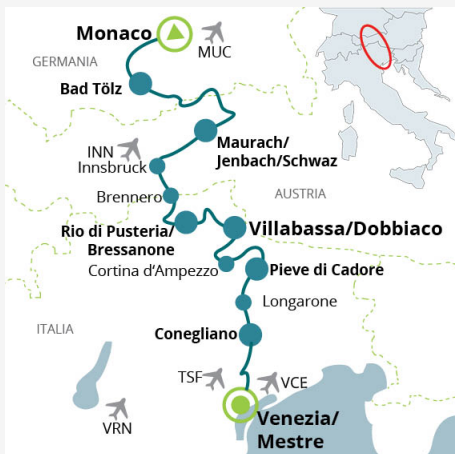 Monaco
MUC
GERMANIA
Bad Tölz
Maurach/
Jenbach/Schwaz
INN
Innsbruck
AUSTRIA
Brennero
Rio di Pusteria/
Bressanone
Villabassa/Dobbiaco
Cortina d'Ampezzo
Pieve di Cadore
Longarone
ITALIA
Conegliano
TSF
VCE
VRN
Venezia/
Mestre